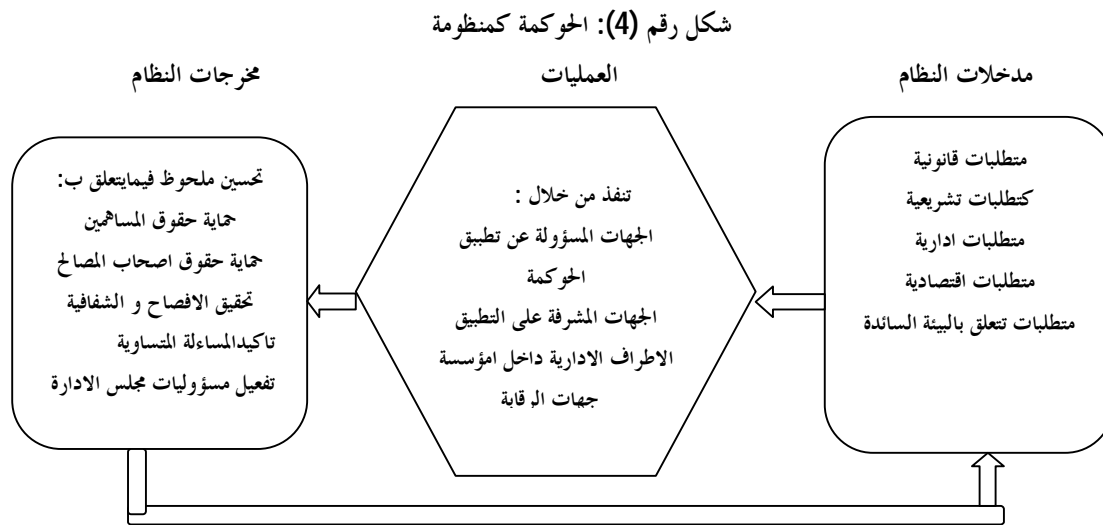 شكل رقم (4): الحوكمة كمنظومة
مدخلات النظام
العمليات
مخرجات النظام
متطلبات قانونية
كتطلبات تشريعية
متطلبات ادارية
متطلبات اقتصادية
متطلبات تتعلق بالبيئة السائدة
تنفذ من خلال :
الجهات المسؤولة عن تطبيق
الحوكمة
الجهات المشرفة على التطبيق
الاطراف الادارية داخل امؤسسة
جهات الرقابة
تحسين ملحوظ فيمايتعلق ب:
حماية حقوق المساهمين
حماية حقوق اصحاب المصالح
تحقيق الافصاح و الشفافية
تاكيدالمساءلة المتساوية
تفعيل مسؤوليات مجلس الادارة